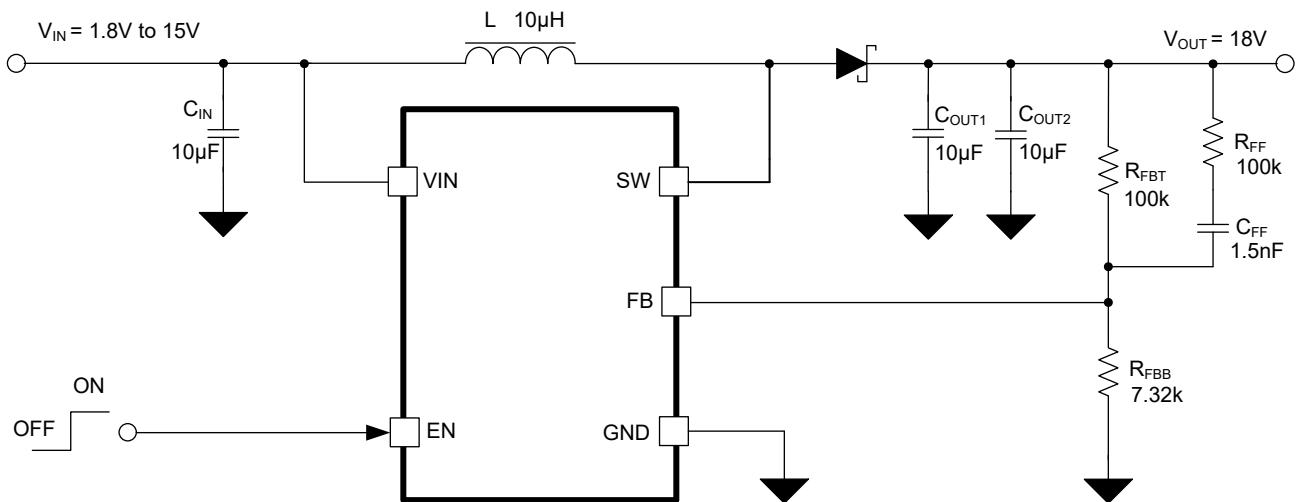 V_IN = 1.8V to 15V
L 10µH
V_OUT = 18V
C_IN
10µF
C_OUT1
10µF
C_OUT2
10µF
R_FF
100k
R_FBT
100k
C_FF
1.5nF
VIN
SW
FB
R_FBB
7.32k
ON
OFF
EN
GND